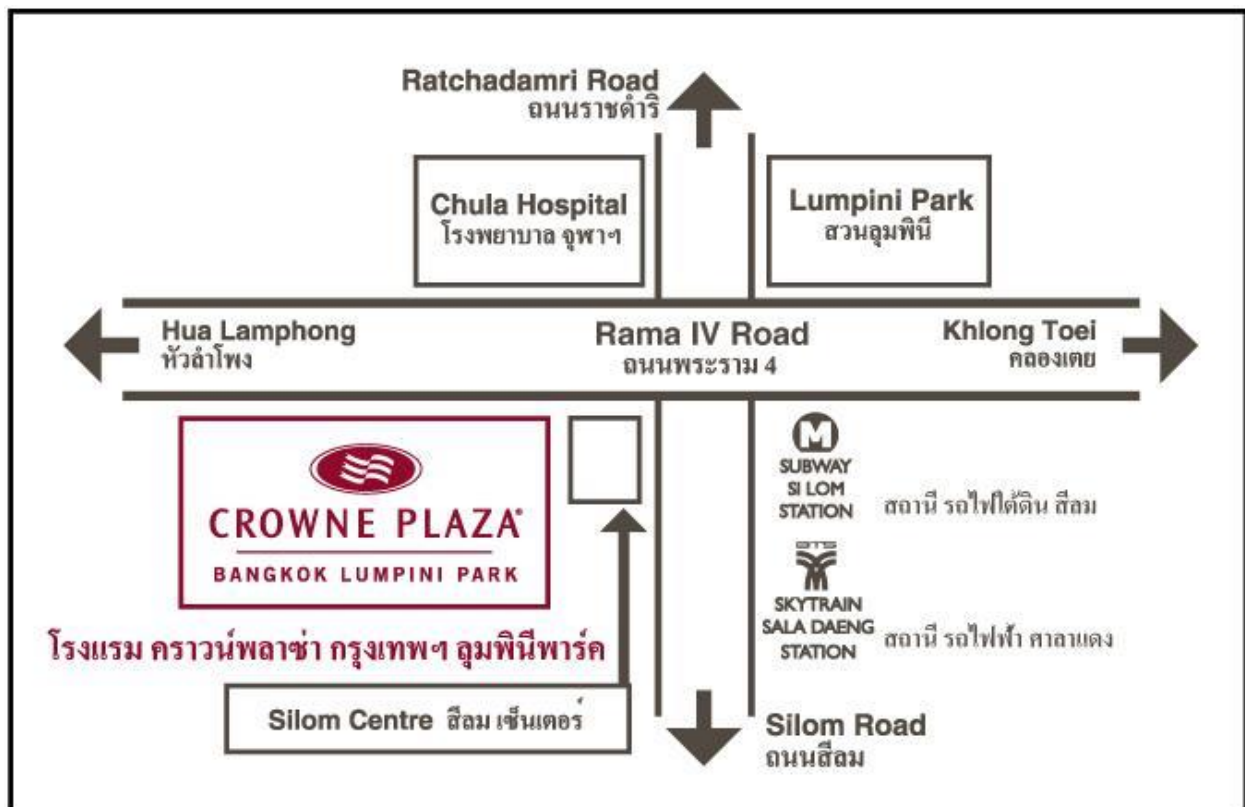 Ratchadamri Road
ถนนราชดำริ
Chula Hospital
โรงพยาบาล จุฬาฯ
Lumpini Park
สวนลุมพินี
Hua Lamphong
หัวลำโพง
Rama IV Road
ถนนพระราม 4
Khlong Toei
คลองเตย
CROWNE PLAZA®
BANGKOK LUMPINI PARK
โรงแรม คราวน์พลาซ่า กรุงเทพฯ ลุมพินีพาร์ค
M
SUBWAY
SI LOM
STATION
สถานี รถไฟใต้ดิน สีลม
BTS
SKYTRAIN
SALA DAENG
STATION
สถานี รถไฟฟ้า ศาลาแดง
Silom Centre สีลม เซ็นเตอร์
Silom Road
ถนนสีลม